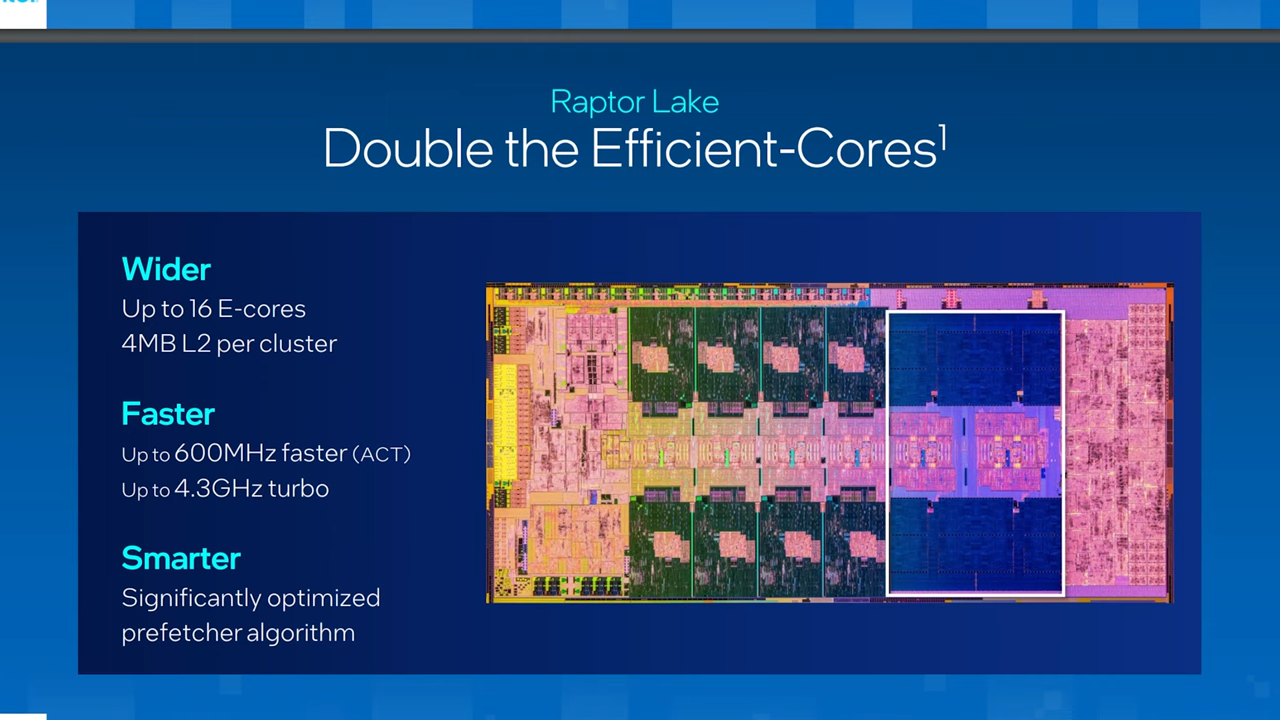 Raptor Lake
Double the Efficient-Cores¹
Wider
Up to 16 E-cores
4MB L2 per cluster
Faster
Up to 600MHz faster (ACT)
Up to 4.3GHz turbo
Smarter
Significantly optimized
prefetcher algorithm